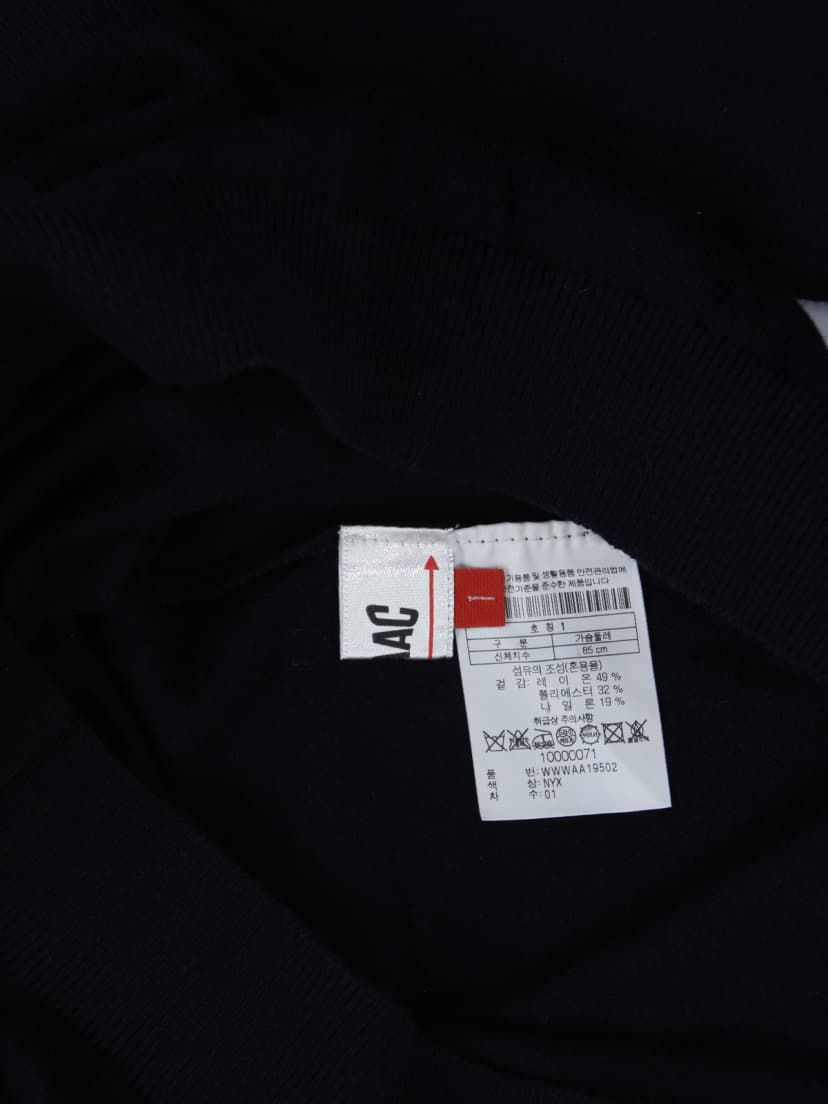 AC
1
기용품 및 생활용품 안전관리법에
안전기준을 준수한 제품입니다
호 칭 1
구 분 가슴둘레
신체치수 85 cm
섬유의 조성(혼용율)
겉 감: 레 이 온 49 %
폴리에스터 32 %
나 일 론 19 %
취급상 주의사항
10000071
품 번: WWWAA19502
색 상: NYX
차 수: 01